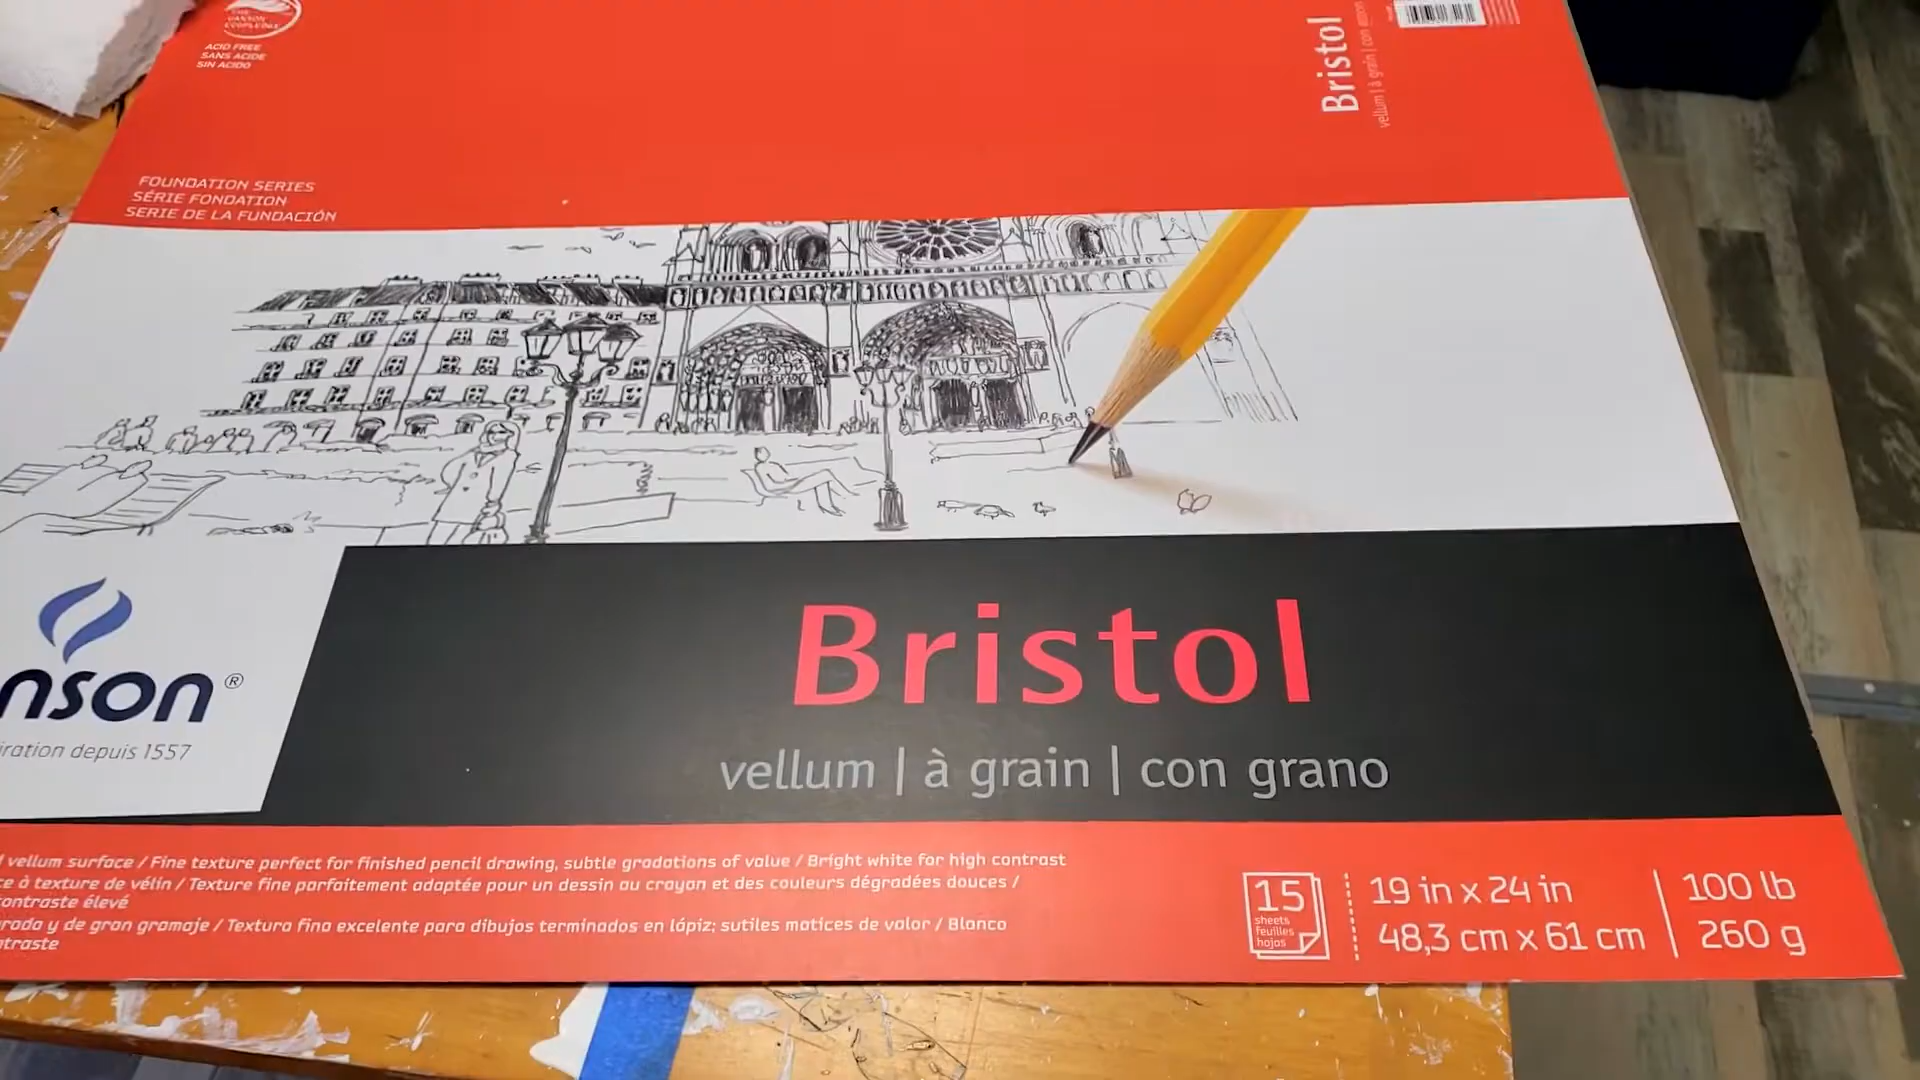 THE
CANSON
ACID FREE
SANS ACIDE
SIN ACIDO
Bristol
vellum | à grain | con
FOUNDATION SERIES
SÉRIE FONDATION
SERIE DE LA FUNDACIÓN
nson®
iration depuis 1557
Bristol
vellum | à grain | con grano
vellum surface / Fine texture perfect for finished pencil drawing, subtle gradations of value / Bright white for high contrast
e à texture de vélin / Texture fine parfaitement adaptée pour un dessin au crayon et des couleurs dégradées douces /
ontraste élevé
rada y de gran gramaje / Textura fina excelente para dibujos terminados en lápiz; sutiles matices de valor / Blanco
traste
15
sheets
feuilles
hojas
19 in x 24 in
48,3 cm x 61 cm
100 lb
260 g